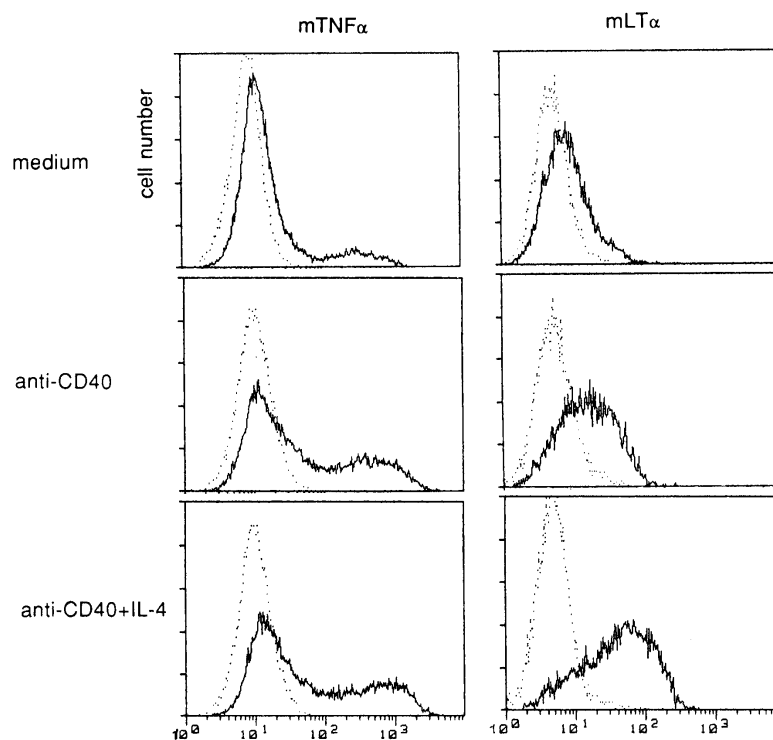 mTNFα mLTα
cell number
medium
anti-CD40
anti-CD40+IL-4
10⁰ 10¹ 10² 10³ 10⁰ 10¹ 10² 10³